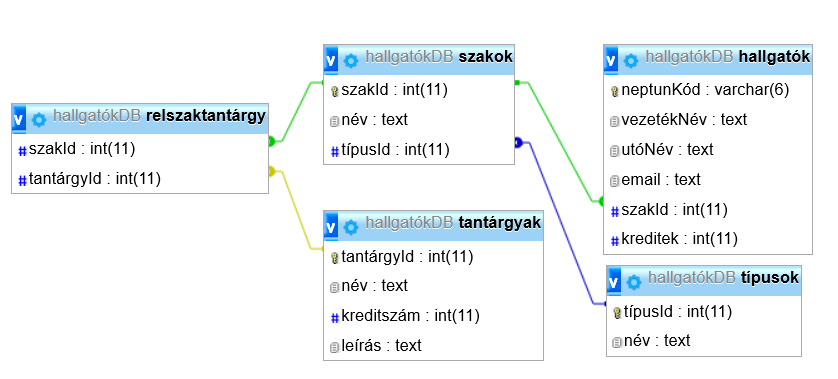 hallgatókDB relszaktantárgy
szakId : int(11)
tantárgyId : int(11)
hallgatókDB szakok
szakId : int(11)
név : text
típusId : int(11)
hallgatókDB tantárgyak
tantárgyId : int(11)
név : text
kreditszám : int(11)
leírás : text
hallgatókDB hallgatók
neptunKód : varchar(6)
vezetékNév : text
utóNév : text
email : text
szakId : int(11)
kreditek : int(11)
hallgatókDB típusok
típusId : int(11)
név : text